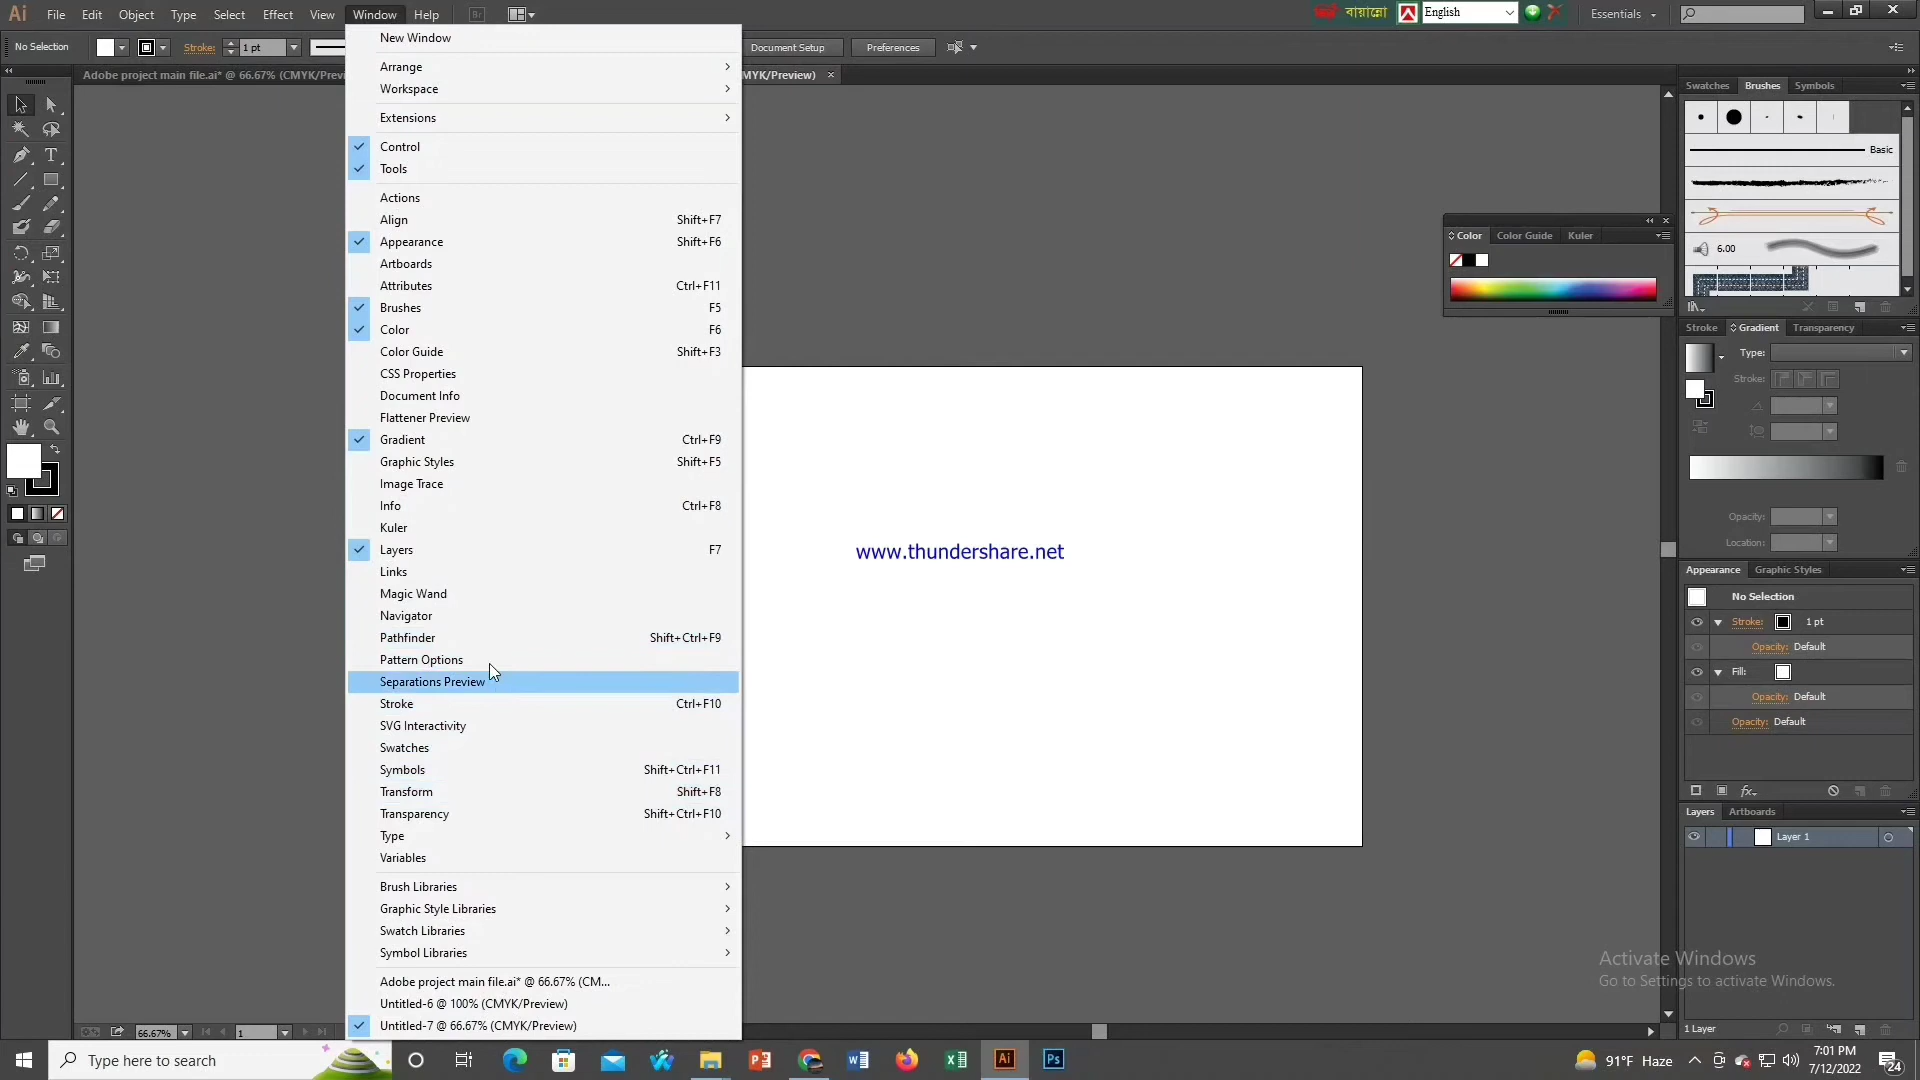 Ai File Edit Object Type Select Effect View Window Help Br
বায়ান্নো English Essentials
No Selection Stroke: 1 pt Document Setup Preferences
Adobe project main file.ai* @ 66.67% (CMYK/Previ MYK/Preview) ×
New Window
Arrange
Workspace
Extensions
Control
Tools
Actions
Align Shift+F7
Appearance Shift+F6
Artboards
Attributes Ctrl+F11
Brushes F5
Color F6
Color Guide Shift+F3
CSS Properties
Document Info
Flattener Preview
Gradient Ctrl+F9
Graphic Styles Shift+F5
Image Trace
Info Ctrl+F8
Kuler
Layers F7
Links
Magic Wand
Navigator
Pathfinder Shift+Ctrl+F9
Pattern Options
Separations Preview
Stroke Ctrl+F10
SVG Interactivity
Swatches
Symbols Shift+Ctrl+F11
Transform Shift+F8
Transparency Shift+Ctrl+F10
Type
Variables
Brush Libraries
Graphic Style Libraries
Swatch Libraries
Symbol Libraries
Adobe project main file.ai* @ 66.67% (CM...
Untitled-6 @ 100% (CMYK/Preview)
Untitled-7 @ 66.67% (CMYK/Preview)
www.thundershare.net
Color Color Guide Kuler
Swatches Brushes Symbols
Basic
6.00
Stroke Gradient Transparency
Type:
Stroke:
Opacity:
Location:
Appearance Graphic Styles
No Selection
Stroke: 1 pt
Opacity: Default
Fill:
Opacity: Default
Opacity: Default
Layers Artboards
Layer 1
Activate Windows
Go to Settings to activate Windows.
1 Layer
66.67% 1
Type here to search
91°F Haze
7:01 PM
7/12/2022
24